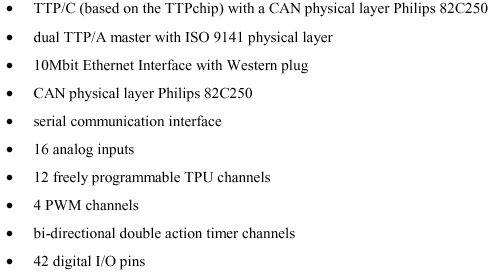 • TTP/C (based on the TTPchip) with a CAN physical layer Philips 82C250
• dual TTP/A master with ISO 9141 physical layer
• 10Mbit Ethernet Interface with Western plug
• CAN physical layer Philips 82C250
• serial communication interface
• 16 analog inputs
• 12 freely programmable TPU channels
• 4 PWM channels
• bi-directional double action timer channels
• 42 digital I/O pins